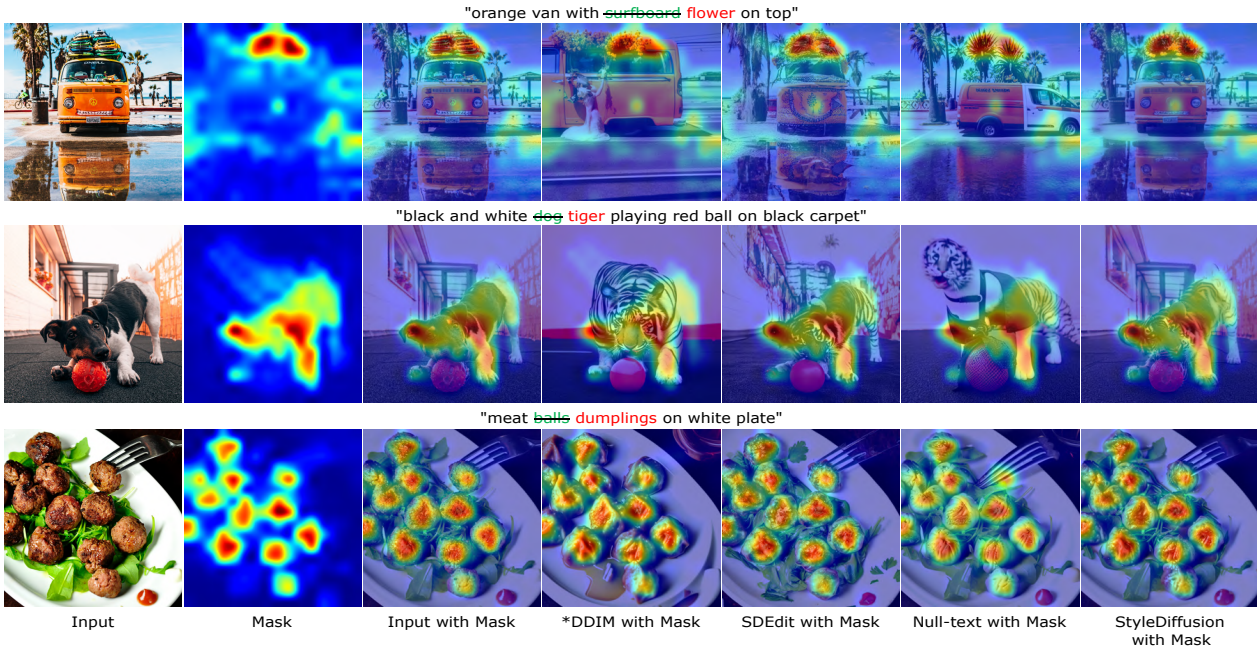 "orange van with surfboard flower on top"
"black and white dog tiger playing red ball on black carpet"
"meat balls dumplings on white plate"
Input
Mask
Input with Mask
*DDIM with Mask
SDEdit with Mask
Null-text with Mask
StyleDiffusion
with Mask